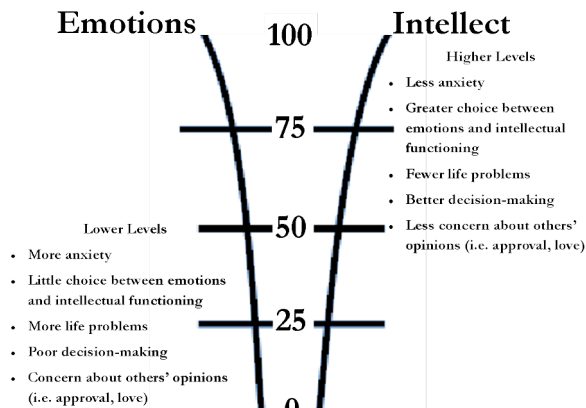 Emotions
Intellect
100
Higher Levels
• Less anxiety
• Greater choice between
emotions and intellectual
functioning
75
• Fewer life problems
• Better decision-making
• Less concern about others'
opinions (i.e. approval, love)
50
Lower Levels
• More anxiety
• Little choice between emotions
and intellectual functioning
• More life problems
• Poor decision-making
• Concern about others' opinions
(i.e. approval, love)
25
0